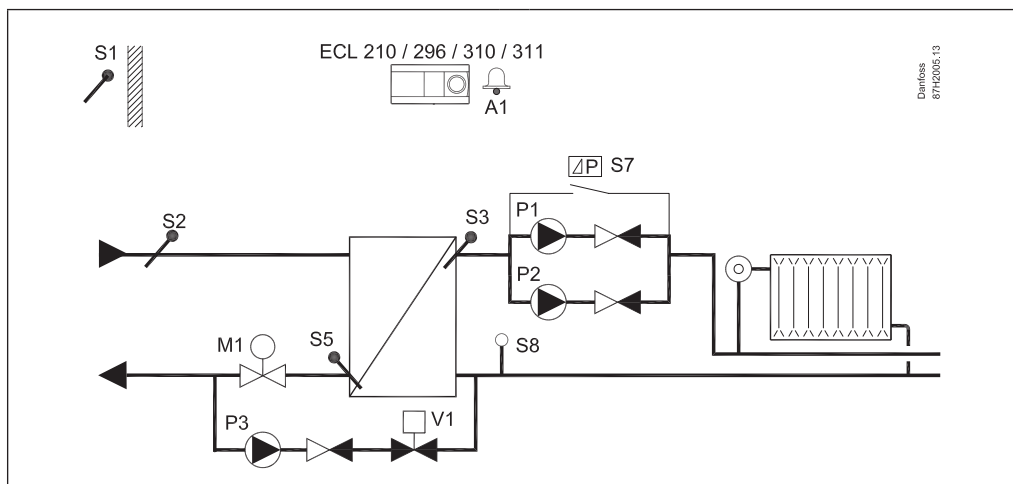 S1
ECL 210 / 296 / 310 / 311
A1
Danfoss
87H2005.13
⊿P S7
S2
S3
P1
P2
M1
S5
S8
P3
V1